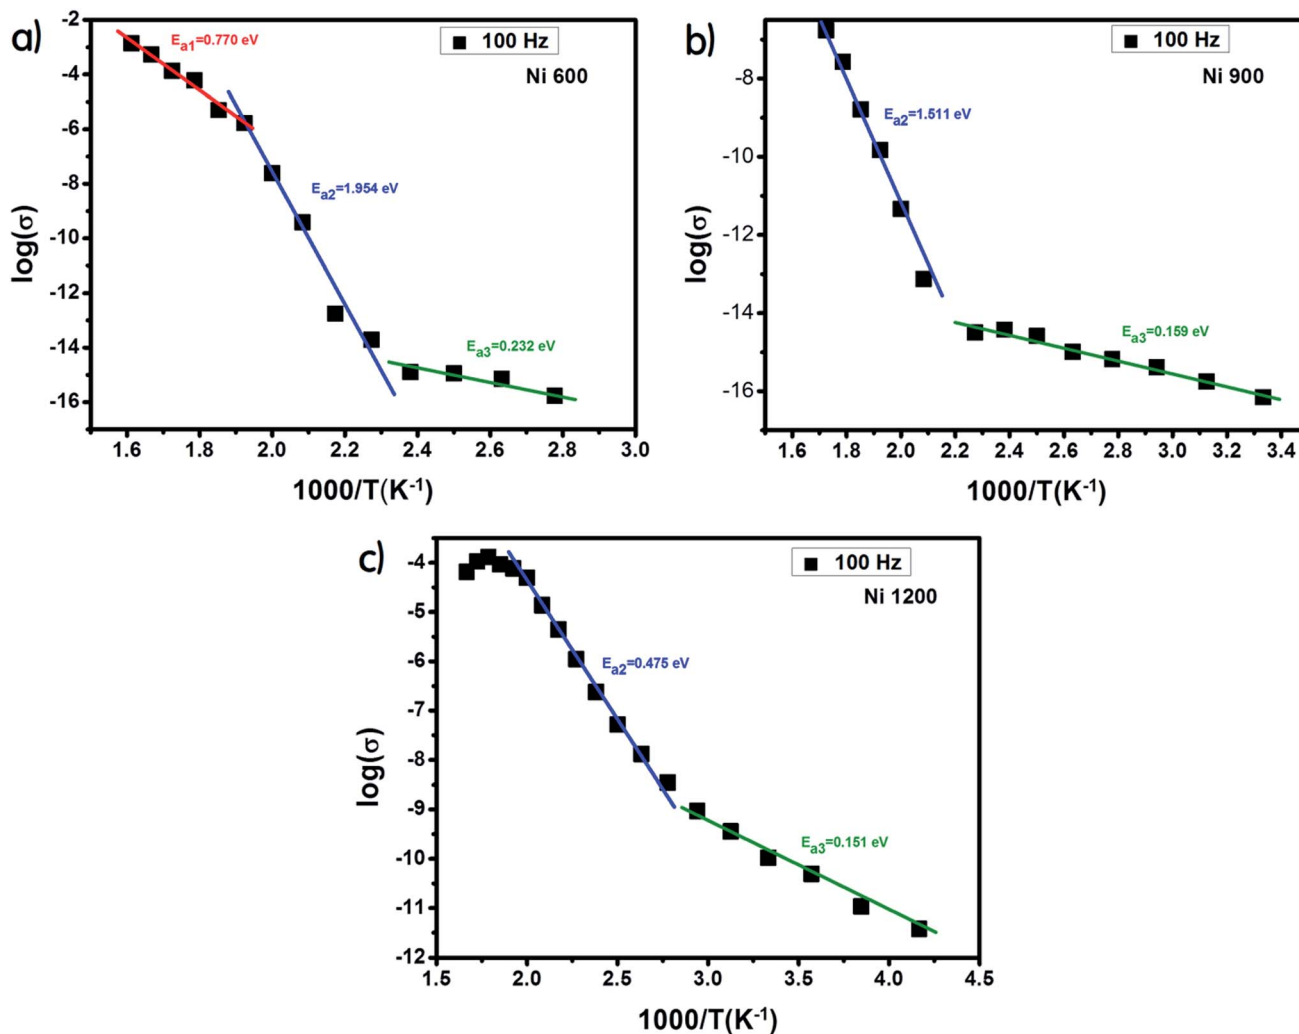 a)
-2
-4
-6
-8
-10
-12
-14
-16
log(σ)
Ea1=0.770 eV
100 Hz
Ni 600
Ea2=1.954 eV
Ea3=0.232 eV
1.6 1.8 2.0 2.2 2.4 2.6 2.8 3.0
1000/T(K-1)
b)
-8
-10
-12
-14
-16
log(σ)
100 Hz
Ni 900
Ea2=1.511 eV
Ea3=0.159 eV
1.6 1.8 2.0 2.2 2.4 2.6 2.8 3.0 3.2 3.4
1000/T(K-1)
c)
-4
-5
-6
-7
-8
-9
-10
-11
-12
log(σ)
100 Hz
Ni 1200
Ea2=0.475 eV
Ea3=0.151 eV
1.5 2.0 2.5 3.0 3.5 4.0 4.5
1000/T(K-1)